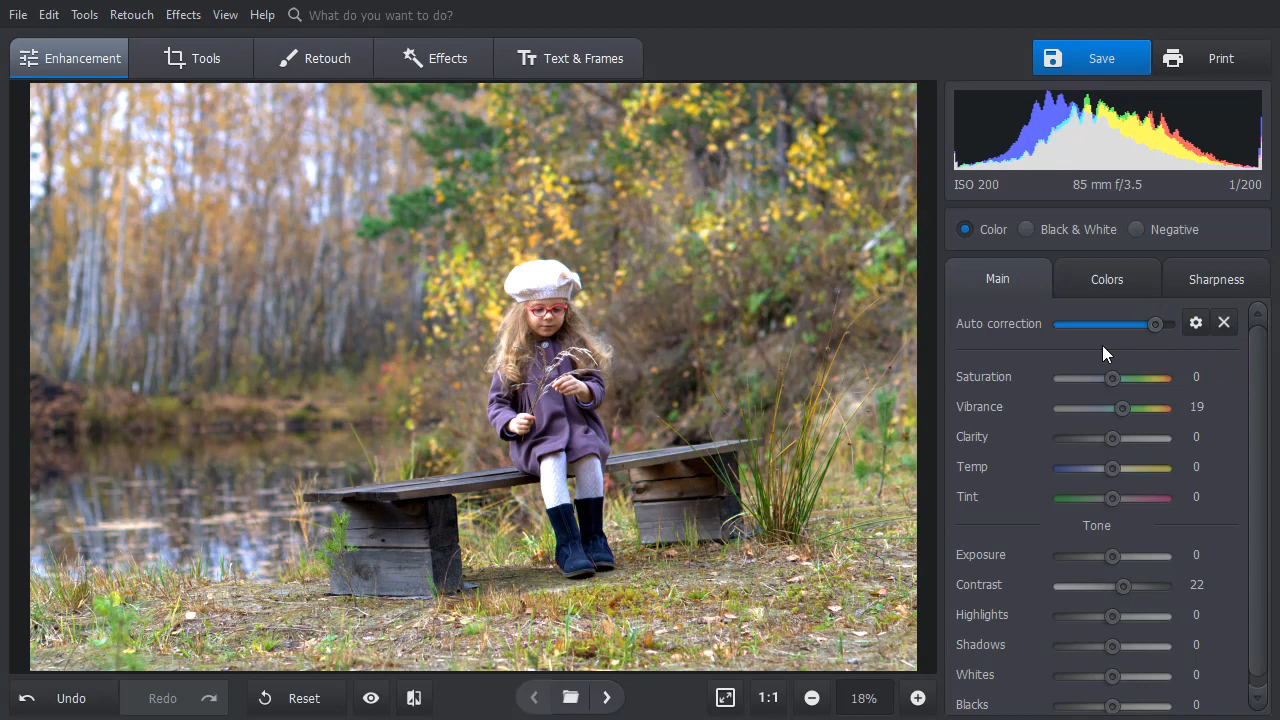 File Edit Tools Retouch Effects View Help What do you want to do?
Enhancement Tools Retouch Effects Text & Frames Save Print
ISO 200 85 mm f/3.5 1/200
Color Black & White Negative
Main Colors Sharpness
Auto correction
Saturation 0
Vibrance 19
Clarity 0
Temp 0
Tint 0
Tone
Exposure 0
Contrast 22
Highlights 0
Shadows 0
Whites 0
Blacks 0
Undo Redo Reset 1:1 18%